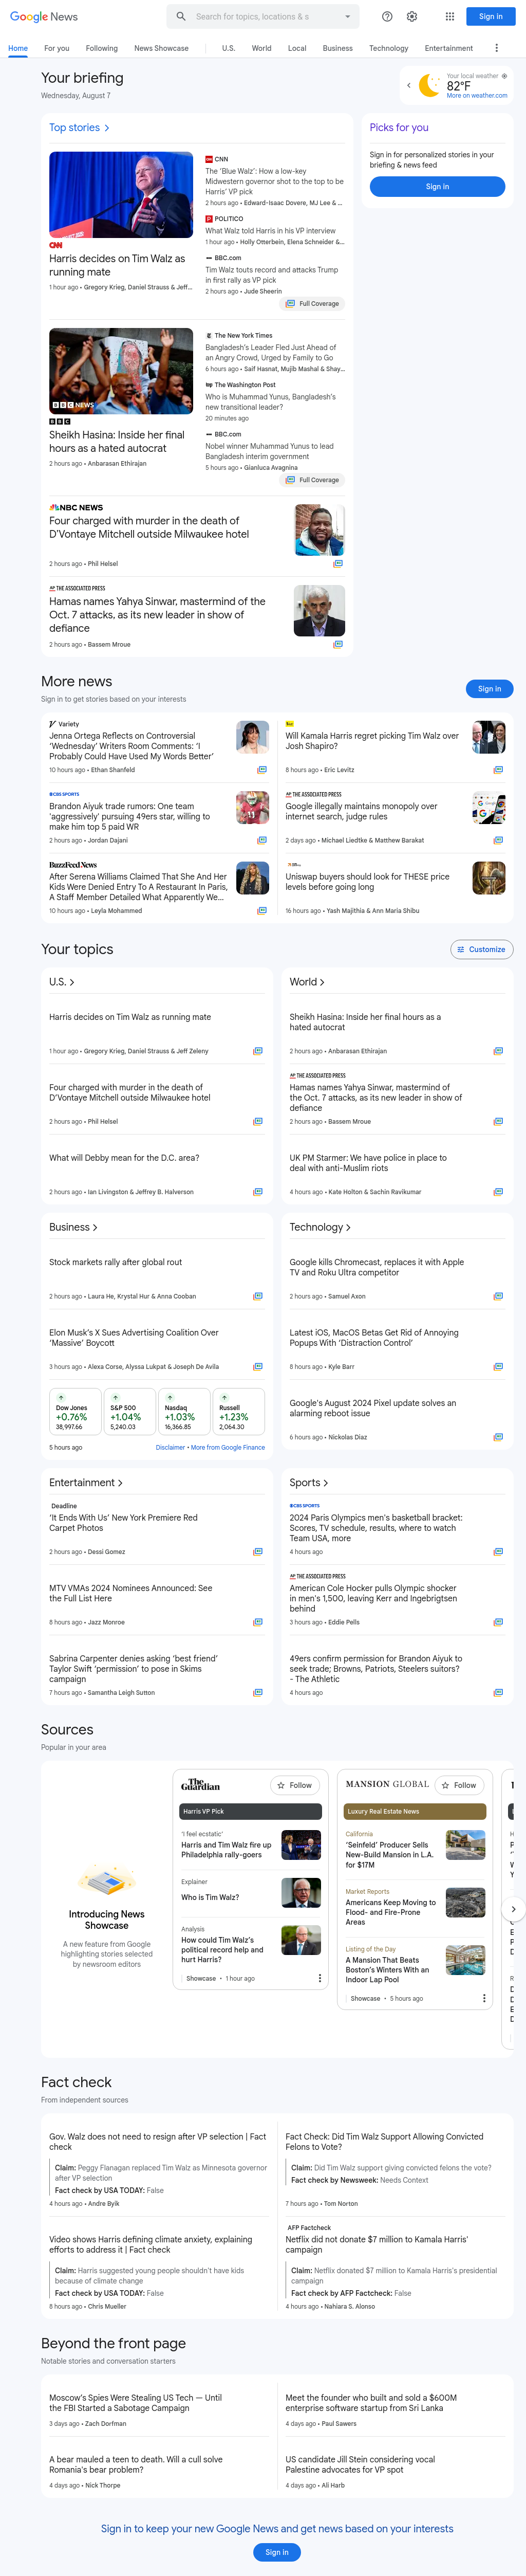 Google News
Search for topics, locations & s
Sign in
Home
For you
Following
News Showcase
U.S.
World
Local
Business
Technology
Entertainment
Your briefing
Wednesday, August 7
Your local weather
82°F
More on weather.com
Top stories
CNN
Harris decides on Tim Walz as
running mate
1 hour ago • Gregory Krieg, Daniel Strauss & Jeff…
CNN
The ‘Blue Walz’: How a low-key
Midwestern governor shot to the top to be
Harris’ VP pick
2 hours ago • Edward-Isaac Dovere, MJ Lee & …
POLITICO
What Walz told Harris in his VP interview
1 hour ago • Holly Otterbein, Elena Schneider &…
BBC.com
Tim Walz touts record and attacks Trump
in first rally as VP pick
2 hours ago • Jude Sheerin
Full Coverage
BBC NEWS
BBC
Sheikh Hasina: Inside her final
hours as a hated autocrat
2 hours ago • Anbarasan Ethirajan
The New York Times
Bangladesh’s Leader Fled Just Ahead of
an Angry Crowd, Urged by Family to Go
6 hours ago • Saif Hasnat, Mujib Mashal & Shay…
The Washington Post
Who is Muhammad Yunus, Bangladesh’s
new transitional leader?
20 minutes ago
BBC.com
Nobel winner Muhammad Yunus to lead
Bangladesh interim government
5 hours ago • Gianluca Avagnina
Full Coverage
NBC NEWS
Four charged with murder in the death of
D’Vontaye Mitchell outside Milwaukee hotel
2 hours ago • Phil Helsel
AP THE ASSOCIATED PRESS
Hamas names Yahya Sinwar, mastermind of the
Oct. 7 attacks, as its new leader in show of
defiance
2 hours ago • Bassem Mroue
Picks for you
Sign in for personalized stories in your
briefing & news feed
Sign in
More news
Sign in to get stories based on your interests
Sign in
Variety
Jenna Ortega Reflects on Controversial
‘Wednesday’ Writers Room Comments: ‘I
Probably Could Have Used My Words Better’
10 hours ago • Ethan Shanfeld
Will Kamala Harris regret picking Tim Walz over
Josh Shapiro?
8 hours ago • Eric Levitz
CBS SPORTS
Brandon Aiyuk trade rumors: One team
‘aggressively’ pursuing 49ers star, willing to
make him top 5 paid WR
2 hours ago • Jordan Dajani
AP THE ASSOCIATED PRESS
Google illegally maintains monopoly over
internet search, judge rules
2 days ago • Michael Liedtke & Matthew Barakat
BuzzFeed News
After Serena Williams Claimed That She And Her
Kids Were Denied Entry To A Restaurant In Paris,
A Staff Member Detailed What Apparently We…
10 hours ago • Leyla Mohammed
Uniswap buyers should look for THESE price
levels before going long
16 hours ago • Yash Majithia & Ann Maria Shibu
Your topics
Customize
U.S.
Harris decides on Tim Walz as running mate
1 hour ago • Gregory Krieg, Daniel Strauss & Jeff Zeleny
Four charged with murder in the death of
D’Vontaye Mitchell outside Milwaukee hotel
2 hours ago • Phil Helsel
What will Debby mean for the D.C. area?
2 hours ago • Ian Livingston & Jeffrey B. Halverson
World
Sheikh Hasina: Inside her final hours as a
hated autocrat
2 hours ago • Anbarasan Ethirajan
AP THE ASSOCIATED PRESS
Hamas names Yahya Sinwar, mastermind of
the Oct. 7 attacks, as its new leader in show of
defiance
2 hours ago • Bassem Mroue
UK PM Starmer: We have police in place to
deal with anti-Muslim riots
4 hours ago • Kate Holton & Sachin Ravikumar
Business
Stock markets rally after global rout
2 hours ago • Laura He, Krystal Hur & Anna Cooban
Elon Musk’s X Sues Advertising Coalition Over
‘Massive’ Boycott
3 hours ago • Alexa Corse, Alyssa Lukpat & Joseph De Avila
Dow Jones
+0.76%
38,997.66
S&P 500
+1.04%
5,240.03
Nasdaq
+1.03%
16,366.85
Russell
+1.23%
2,064.30
5 hours ago
Disclaimer • More from Google Finance
Technology
Google kills Chromecast, replaces it with Apple
TV and Roku Ultra competitor
2 hours ago • Samuel Axon
Latest iOS, MacOS Betas Get Rid of Annoying
Popups With ‘Distraction Control’
8 hours ago • Kyle Barr
Google's August 2024 Pixel update solves an
alarming reboot issue
6 hours ago • Nickolas Diaz
Entertainment
Deadline
‘It Ends With Us’ New York Premiere Red
Carpet Photos
2 hours ago • Dessi Gomez
MTV VMAs 2024 Nominees Announced: See
the Full List Here
8 hours ago • Jazz Monroe
Sabrina Carpenter denies asking ‘best friend’
Taylor Swift ‘permission’ to pose in Skims
campaign
7 hours ago • Samantha Leigh Sutton
Sports
CBS SPORTS
2024 Paris Olympics men's basketball bracket:
Scores, TV schedule, results, where to watch
Team USA, more
4 hours ago
AP THE ASSOCIATED PRESS
American Cole Hocker pulls Olympic shocker
in men's 1,500, leaving Kerr and Ingebrigtsen
behind
3 hours ago • Eddie Pells
49ers confirm permission for Brandon Aiyuk to
seek trade; Browns, Patriots, Steelers suitors?
- The Athletic
4 hours ago
Sources
Popular in your area
Introducing News
Showcase
A new feature from Google
highlighting stories selected
by newsroom editors
The
Guardian
Follow
Harris VP Pick
‘I feel ecstatic’
Harris and Tim Walz fire up
Philadelphia rally-goers
Explainer
Who is Tim Walz?
Analysis
How could Tim Walz’s
political record help and
hurt Harris?
Showcase • 1 hour ago
MANSION GLOBAL
Follow
Luxury Real Estate News
California
‘Seinfeld’ Producer Sells
New-Build Mansion in L.A.
for $17M
Market Reports
Americans Keep Moving to
Flood- and Fire-Prone
Areas
Listing of the Day
A Mansion That Beats
Boston’s Winters With an
Indoor Lap Pool
Showcase • 5 hours ago
Fact check
From independent sources
Gov. Walz does not need to resign after VP selection | Fact
check
Claim: Peggy Flanagan replaced Tim Walz as Minnesota governor
after VP selection
Fact check by USA TODAY: False
4 hours ago • Andre Byik
Fact Check: Did Tim Walz Support Allowing Convicted
Felons to Vote?
Claim: Did Tim Walz support giving convicted felons the vote?
Fact check by Newsweek: Needs Context
7 hours ago • Tom Norton
Video shows Harris defining climate anxiety, explaining
efforts to address it | Fact check
Claim: Harris suggested young people shouldn't have kids
because of climate change
Fact check by USA TODAY: False
8 hours ago • Chris Mueller
AFP Factcheck
Netflix did not donate $7 million to Kamala Harris'
campaign
Claim: Netflix donated $7 million to Kamala Harris's presidential
campaign
Fact check by AFP Factcheck: False
4 hours ago • Nahiara S. Alonso
Beyond the front page
Notable stories and conversation starters
Moscow’s Spies Were Stealing US Tech — Until
the FBI Started a Sabotage Campaign
3 days ago • Zach Dorfman
Meet the founder who built and sold a $600M
enterprise software startup from Sri Lanka
4 days ago • Paul Sawers
A bear mauled a teen to death. Will a cull solve
Romania's bear problem?
4 days ago • Nick Thorpe
US candidate Jill Stein considering vocal
Palestine advocates for VP spot
4 days ago • Ali Harb
Sign in to keep your new Google News and get news based on your interests
Sign in